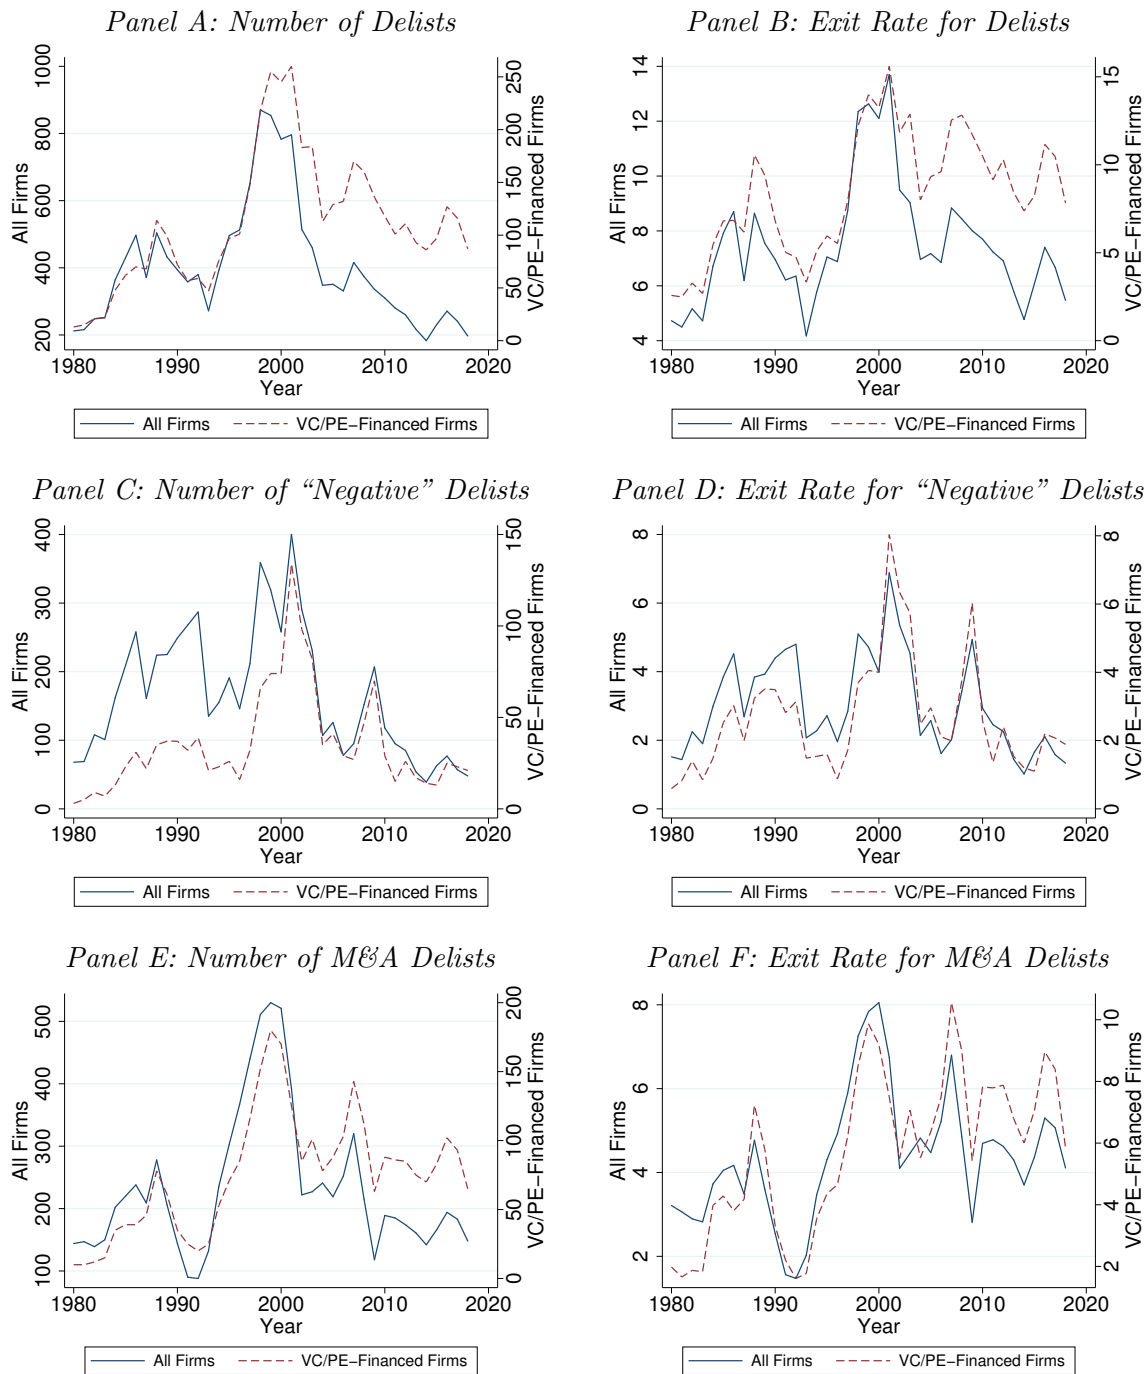 Panel A: Number of Delists
All Firms
200 400 600 800 1000
VC/PE−Financed Firms
0 50 100 150 200 250
1980 1990 2000 2010 2020
Year
All Firms VC/PE−Financed Firms
Panel B: Exit Rate for Delists
All Firms
4 6 8 10 12 14
VC/PE−Financed Firms
0 5 10 15
1980 1990 2000 2010 2020
Year
All Firms VC/PE−Financed Firms
Panel C: Number of “Negative” Delists
All Firms
0 100 200 300 400
VC/PE−Financed Firms
0 50 100 150
1980 1990 2000 2010 2020
Year
All Firms VC/PE−Financed Firms
Panel D: Exit Rate for “Negative” Delists
All Firms
0 2 4 6 8
VC/PE−Financed Firms
0 2 4 6 8
1980 1990 2000 2010 2020
Year
All Firms VC/PE−Financed Firms
Panel E: Number of M&A Delists
All Firms
100 200 300 400 500
VC/PE−Financed Firms
0 50 100 150 200
1980 1990 2000 2010 2020
Year
All Firms VC/PE−Financed Firms
Panel F: Exit Rate for M&A Delists
All Firms
2 4 6 8
VC/PE−Financed Firms
2 4 6 8 10
1980 1990 2000 2010 2020
Year
All Firms VC/PE−Financed Firms